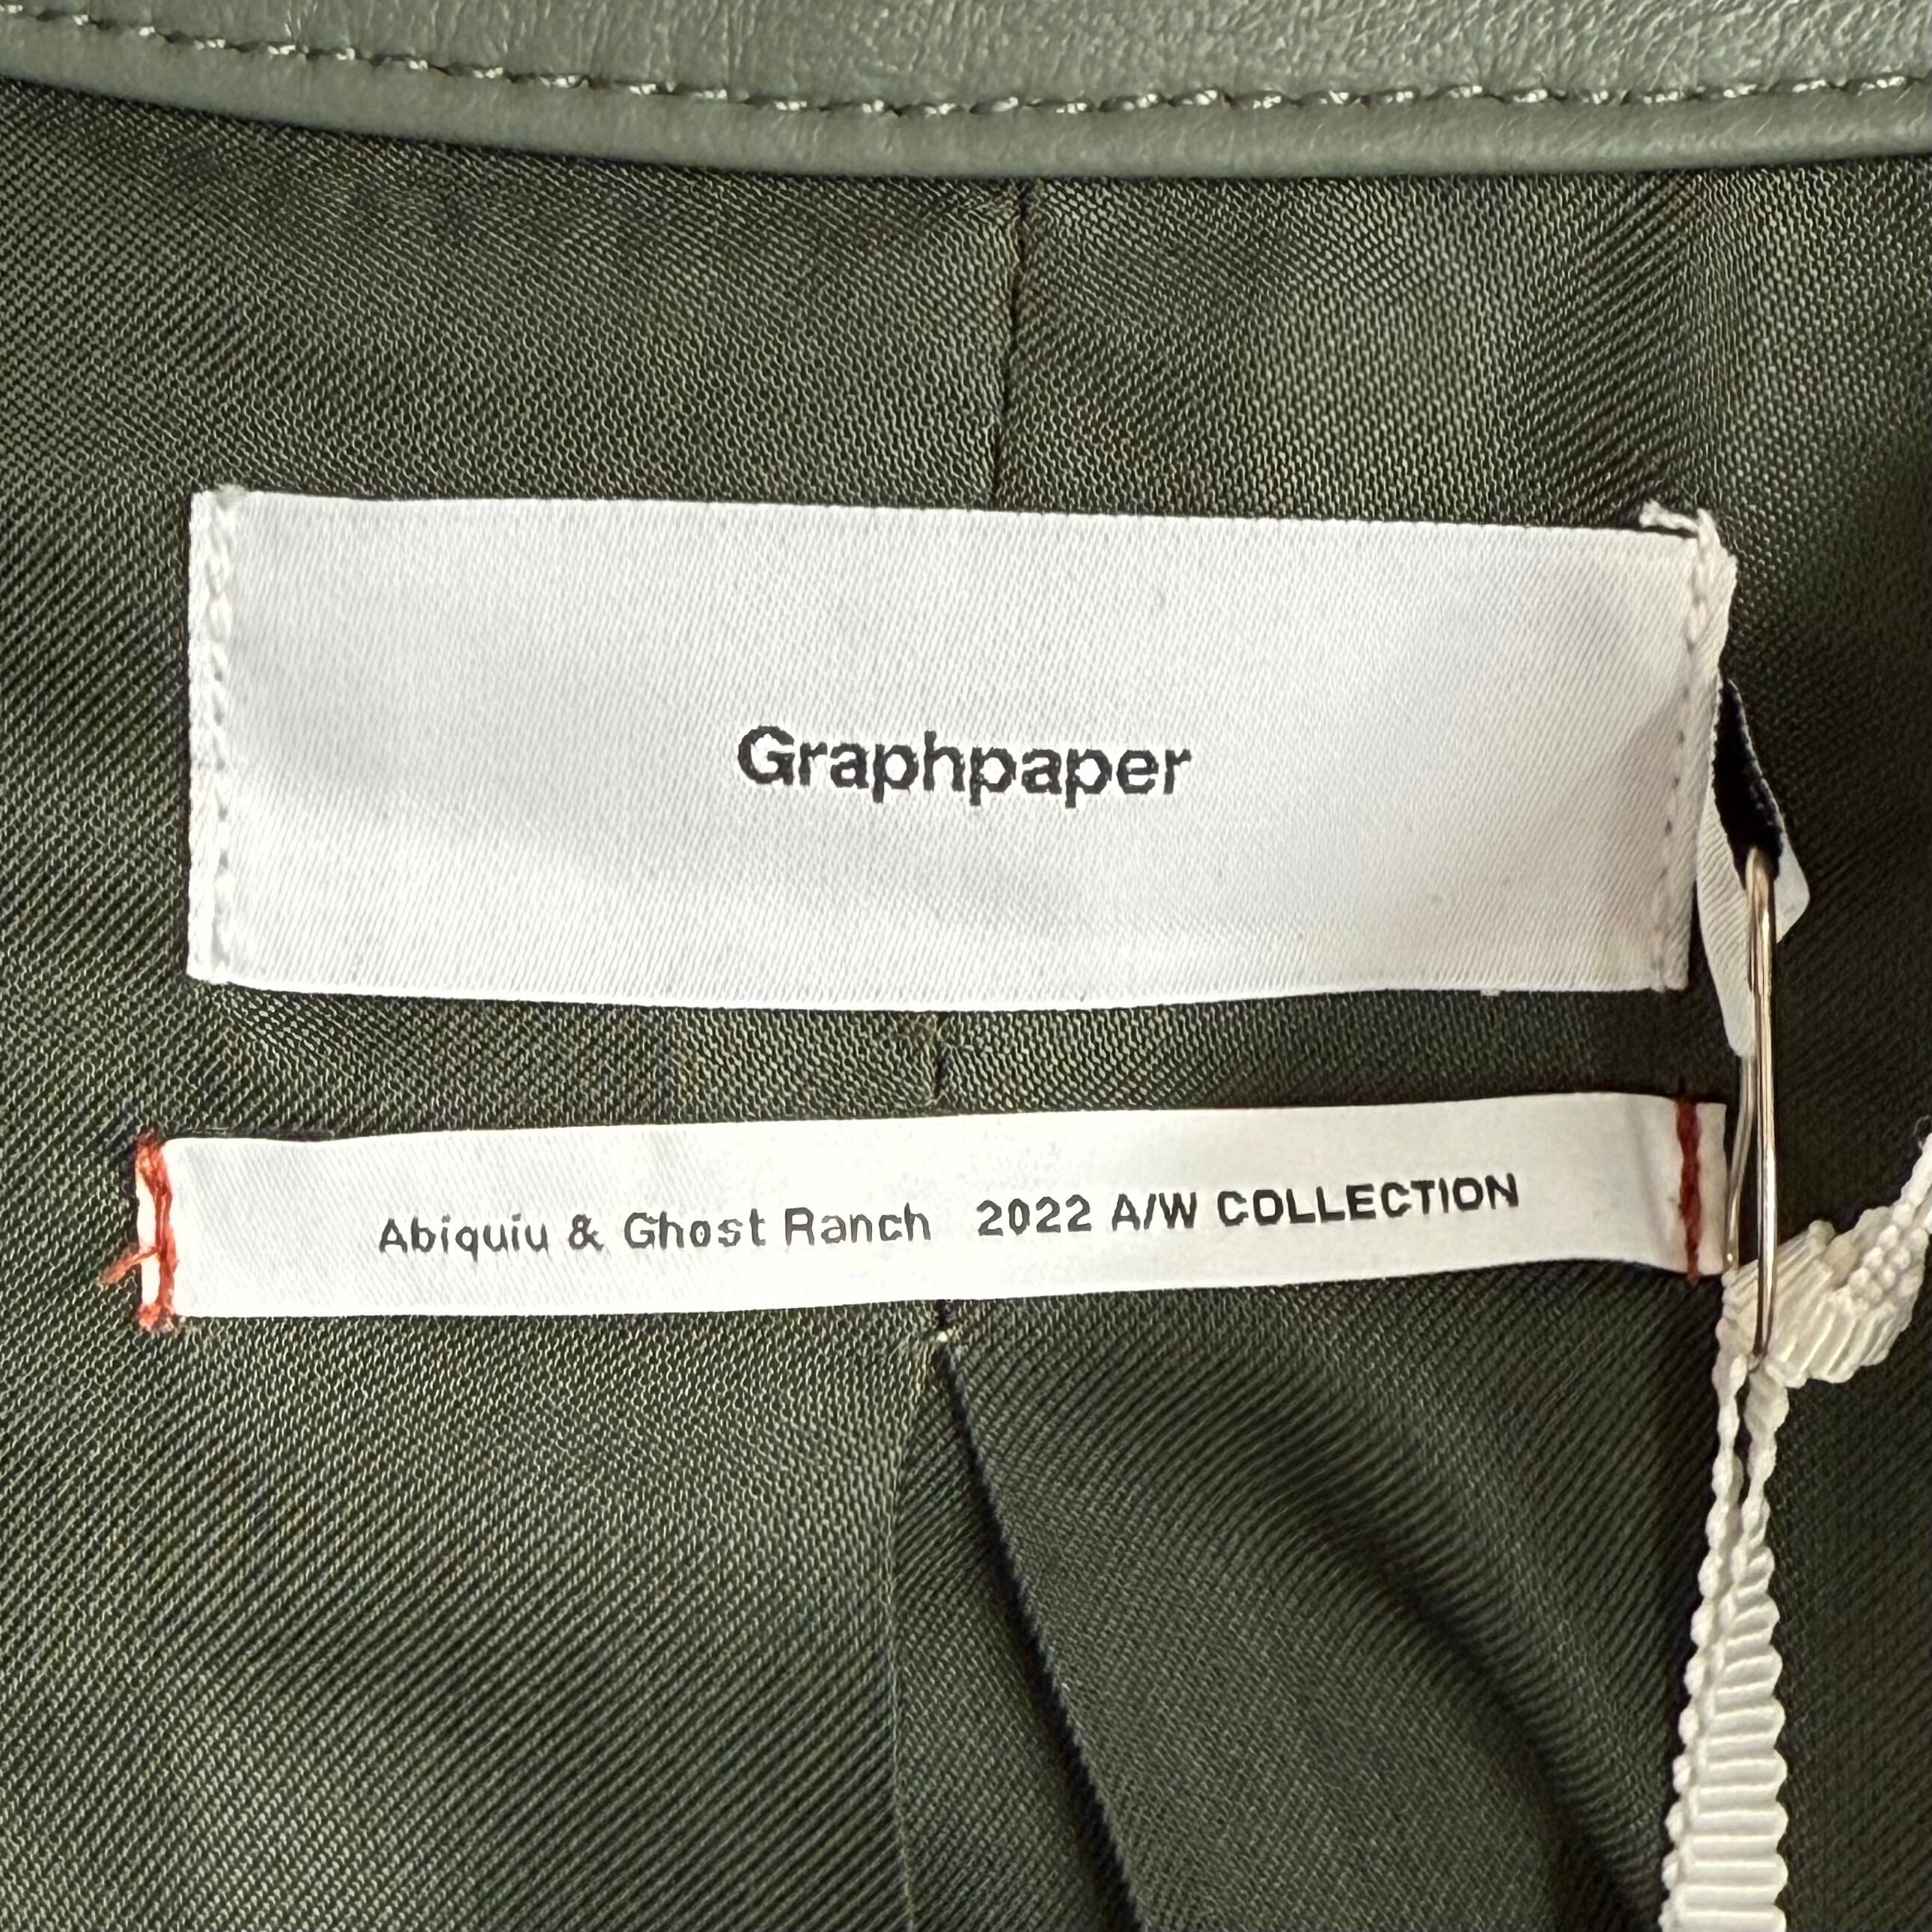 Graphpaper
Abiquiu & Ghost Ranch 2022 A/W COLLECTION